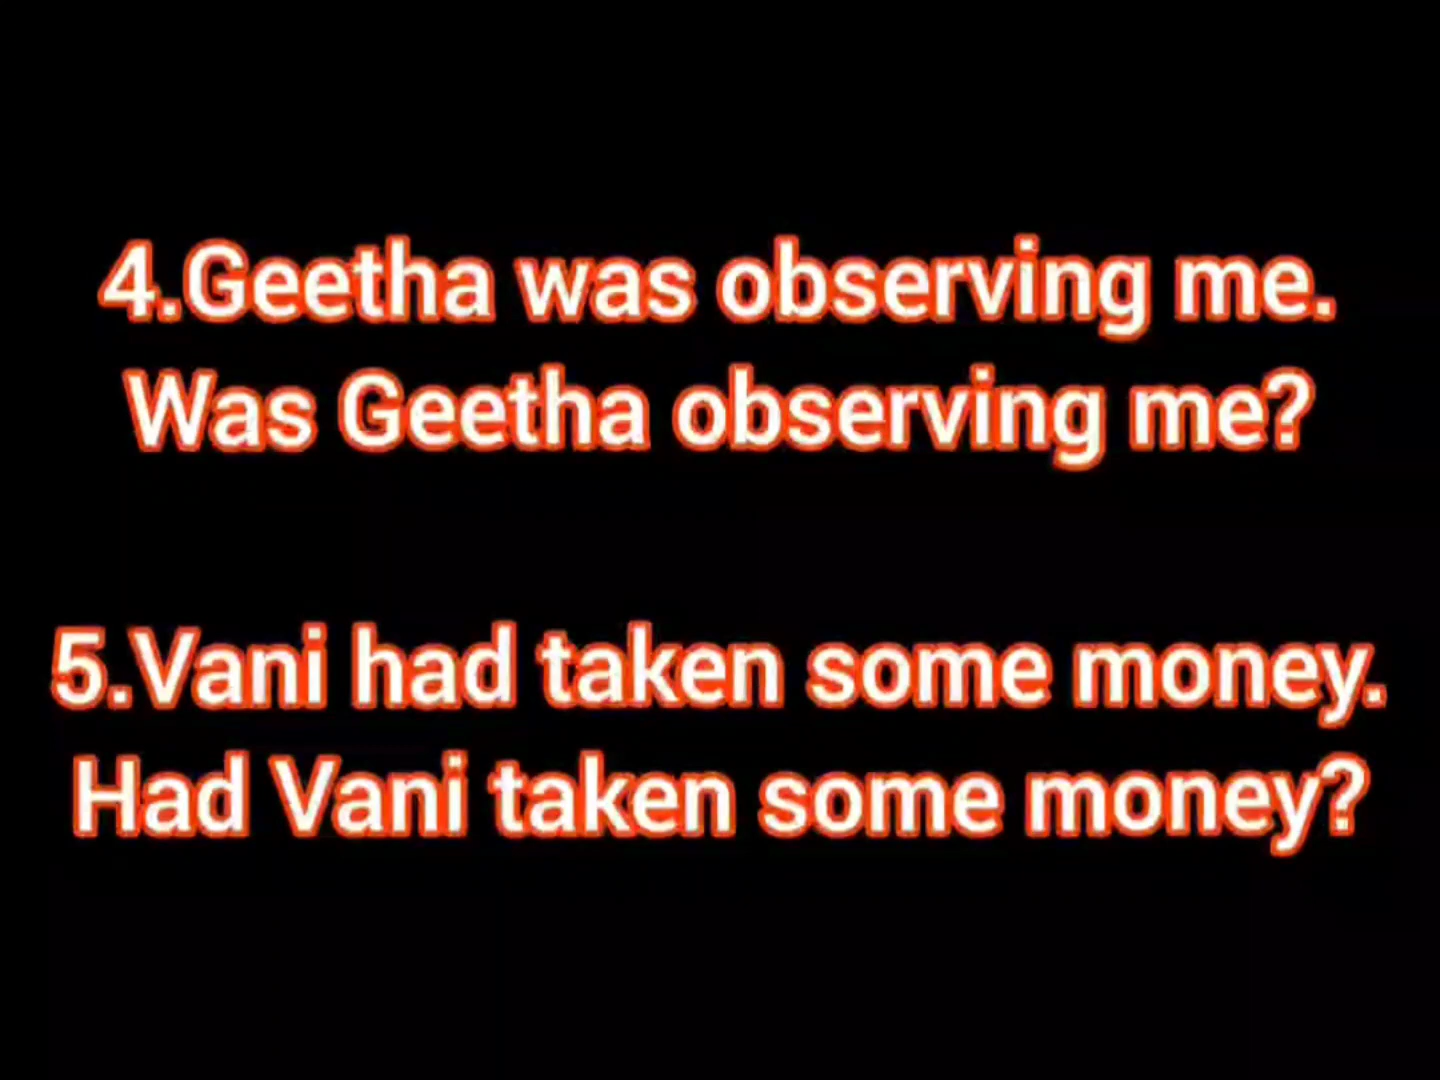 4.Geetha was observing me.
Was Geetha observing me?
5.Vani had taken some money.
Had Vani taken some money?